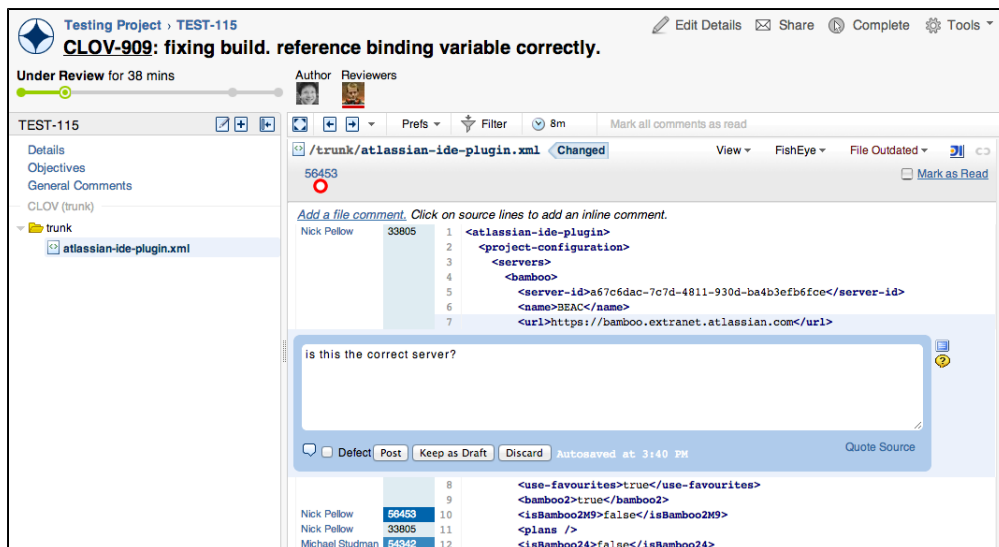 Testing Project › TEST-115
Edit Details Share Complete Tools
CLOV-909: fixing build. reference binding variable correctly.
Under Review for 38 mins
Author Reviewers
TEST-115
Prefs Filter 8m Mark all comments as read
Details
Objectives
General Comments
CLOV (trunk)
trunk
atlassian-ide-plugin.xml
/trunk/atlassian-ide-plugin.xml Changed View FishEye File Outdated
56453
Mark as Read
Add a file comment. Click on source lines to add an inline comment.
Nick Pellow 33805 1 <atlassian-ide-plugin>
2 <project-configuration>
3 <servers>
4 <bamboo>
5 <server-id>a67c6dac-7c7d-4811-930d-ba4b3efb6fce</server-id>
6 <name>BEAC</name>
7 <url>https://bamboo.extranet.atlassian.com</url>
is this the correct server?
Defect Post Keep as Draft Discard Autosaved at 3:40 PM Quote Source
8 <use-favourites>true</use-favourites>
9 <bamboo2>true</bamboo2>
Nick Pellow 56453 10 <isBamboo2M9>false</isBamboo2M9>
Nick Pellow 33805 11 <plans />
Michael Studman 54342 12 <isBamboo24>false</isBamboo24>